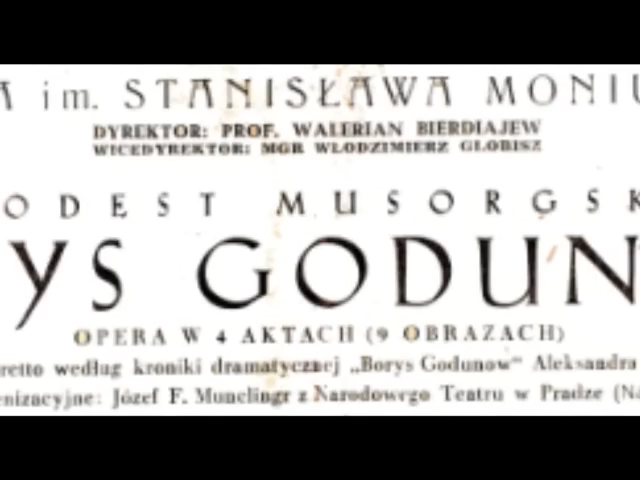 A im. STANISŁAWA MONIU
DYREKTOR: PROF. WALERIAN BIERDIAJEW
WICEDYREKTOR: MGR WŁODZIMIERZ GLOBISZ
ODEST MUSORGSK
YS GODUN
OPERA W 4 AKTACH (9 OBRAZACH)
retto według kroniki dramatycznej „Borys Godunow" Aleksandra
enizacyjne: Józef F. Munclingr z Narodowego Teatru w Pradze (Na